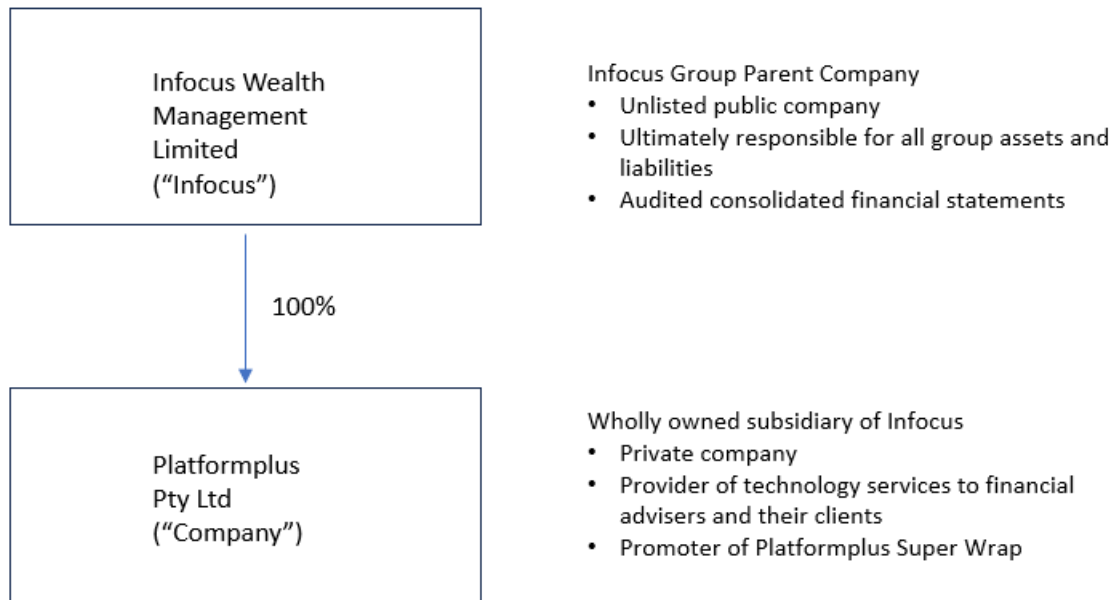 Infocus Wealth
Management
Limited
(“Infocus”)
Infocus Group Parent Company
• Unlisted public company
• Ultimately responsible for all group assets and
liabilities
• Audited consolidated financial statements
100%
Platformplus
Pty Ltd
(“Company”)
Wholly owned subsidiary of Infocus
• Private company
• Provider of technology services to financial
advisers and their clients
• Promoter of Platformplus Super Wrap